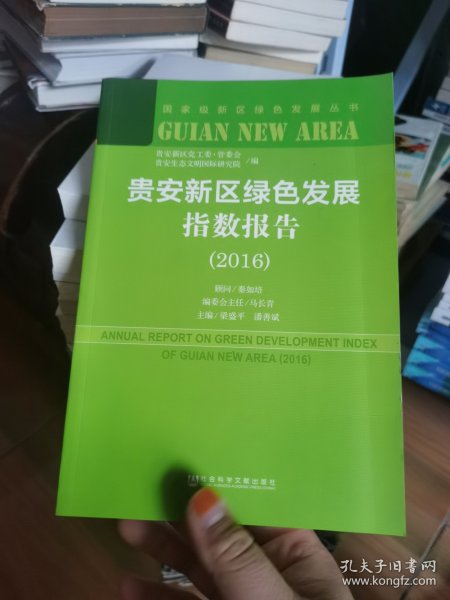 国家级新区绿色发展丛书
GUIAN NEW AREA
贵安新区党工委·管委会
贵安生态文明国际研究院 / 编
贵安新区绿色发展
指数报告
(2016)
顾问/秦如培
编委会主任/马长青
主编/梁盛平 潘善斌
ANNUAL REPORT ON GREEN DEVELOPMENT INDEX
OF GUIAN NEW AREA (2016)
社会科学文献出版社
SOCIAL SCIENCES ACADEMIC PRESS (CHINA)
孔夫子旧书网
www.kongfz.com